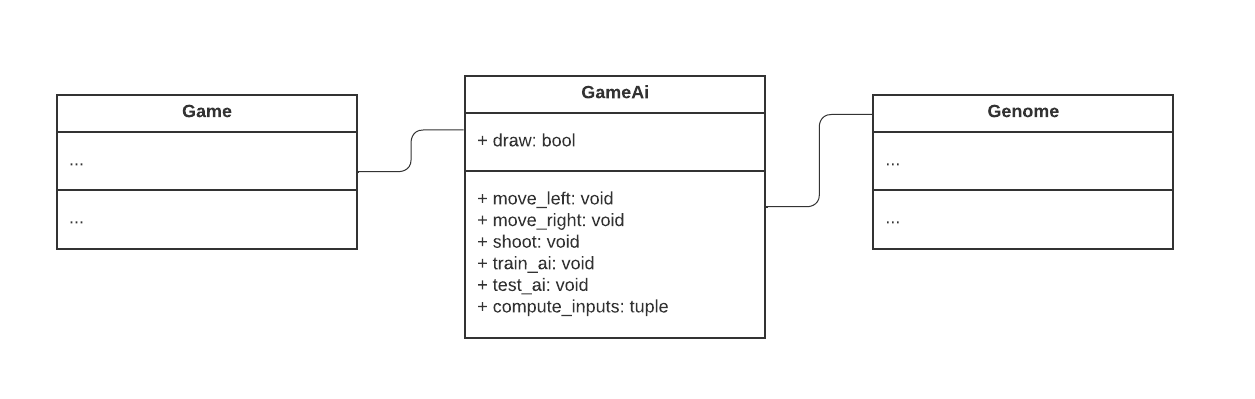 Game
...
...
GameAi
+ draw: bool
+ move_left: void
+ move_right: void
+ shoot: void
+ train_ai: void
+ test_ai: void
+ compute_inputs: tuple
Genome
...
...